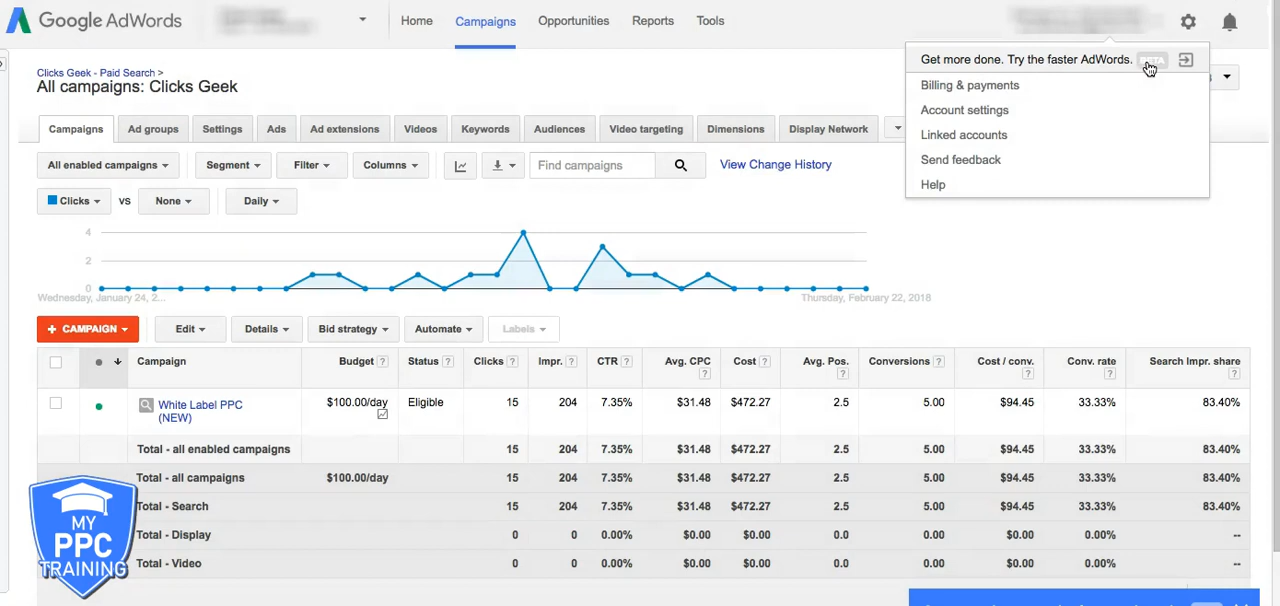 Google AdWords
Home Campaigns Opportunities Reports Tools
Get more done. Try the faster AdWords. BETA
Billing & payments
Account settings
Linked accounts
Send feedback
Help
Clicks Geek - Paid Search >
All campaigns: Clicks Geek
Campaigns Ad groups Settings Ads Ad extensions Videos Keywords Audiences Video targeting Dimensions Display Network
All enabled campaigns Segment Filter Columns Find campaigns View Change History
Clicks VS None Daily
4
2
0
Wednesday, January 24, 2... Thursday, February 22, 2018
+ CAMPAIGN Edit Details Bid strategy Automate Labels
Campaign Budget ? Status ? Clicks ? Impr. ? CTR ? Avg. CPC ? Cost ? Avg. Pos. ? Conversions ? Cost / conv. ? Conv. rate ? Search Impr. share ?
White Label PPC (NEW) $100.00/day Eligible 15 204 7.35% $31.48 $472.27 2.5 5.00 $94.45 33.33% 83.40%
Total - all enabled campaigns 15 204 7.35% $31.48 $472.27 2.5 5.00 $94.45 33.33% 83.40%
Total - all campaigns $100.00/day 15 204 7.35% $31.48 $472.27 2.5 5.00 $94.45 33.33% 83.40%
Total - Search 15 204 7.35% $31.48 $472.27 2.5 5.00 $94.45 33.33% 83.40%
Total - Display 0 0 0.00% $0.00 $0.00 0.0 0.00 $0.00 0.00% --
Total - Video 0 0 0.00% $0.00 $0.00 0.0 0.00 $0.00 0.00% --
MY
PPC
TRAINING